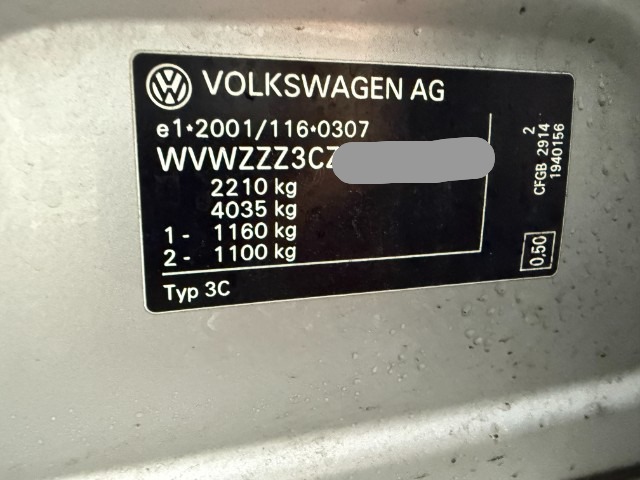 VOLKSWAGEN AG
e1*2001/116*0307
WVWZZZ3CZ
2210 kg
4035 kg
1- 1160 kg
2- 1100 kg
Typ 3C
2
CFGB 2914
1940156
0,50